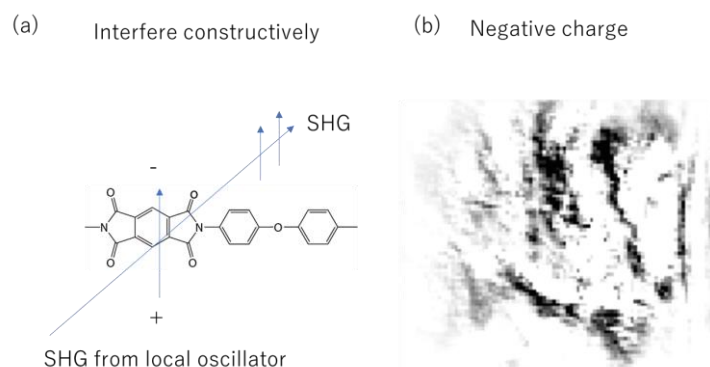 (a) Interfere constructively
(b) Negative charge
SHG
-
O O
N N O
O O
+
SHG from local oscillator